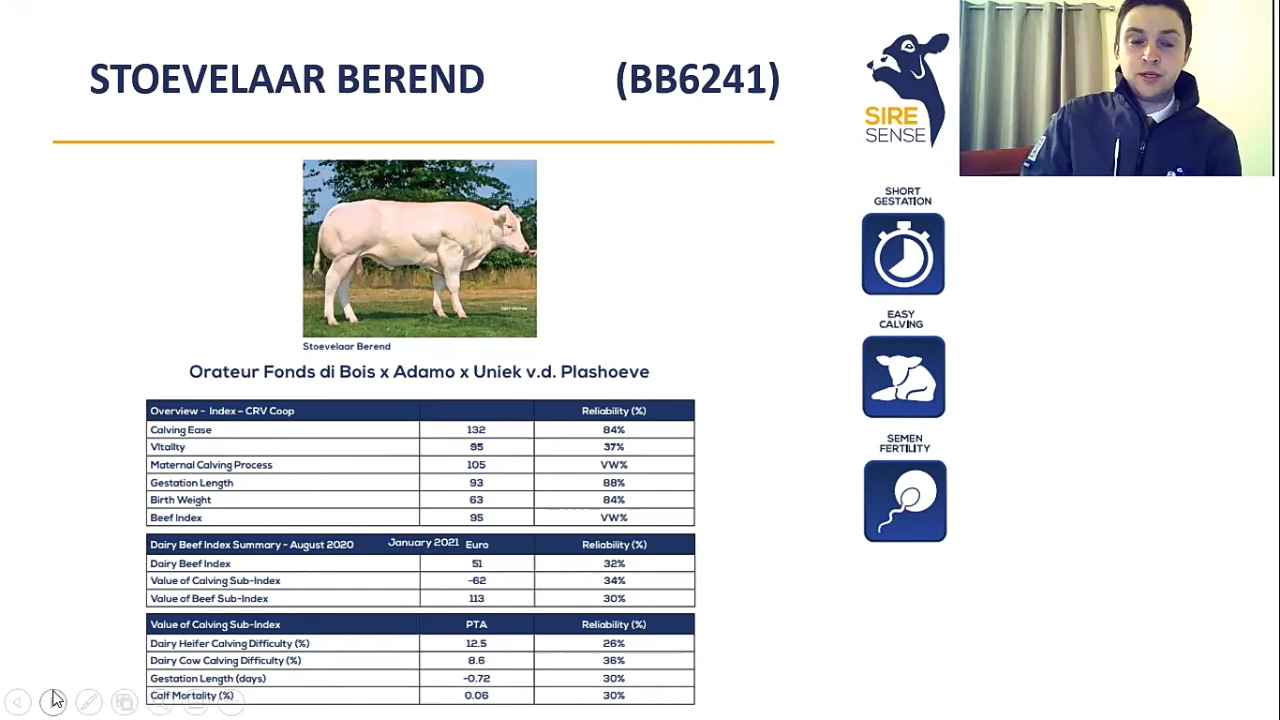 STOEVELAAR BEREND (BB6241)
SIRE
SENSE
SHORT
GESTATION
EASY
CALVING
SEMEN
FERTILITY
Stoevelaar Berend
Orateur Fonds di Bois x Adamo x Uniek v.d. Plashoeve
Overview - Index – CRV Coop Reliability (%)
Calving Ease 132 84%
Vitality 95 37%
Maternal Calving Process 105 VW%
Gestation Length 93 88%
Birth Weight 63 84%
Beef Index 95 VW%
Dairy Beef Index Summary - August 2020 January 2021 Euro Reliability (%)
Dairy Beef Index 51 32%
Value of Calving Sub-Index -62 34%
Value of Beef Sub-Index 113 30%
Value of Calving Sub-Index PTA Reliability (%)
Dairy Heifer Calving Difficulty (%) 12.5 26%
Dairy Cow Calving Difficulty (%) 8.6 36%
Gestation Length (days) -0.72 30%
Calf Mortality (%) 0.06 30%